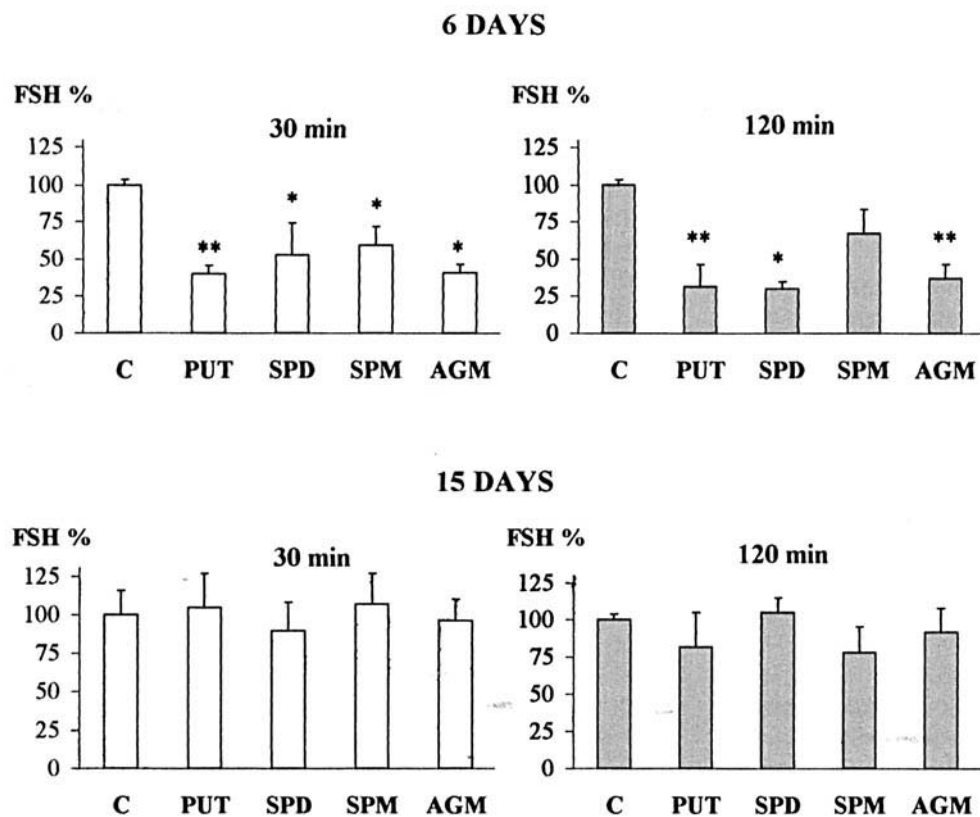 6 DAYS
FSH %
30 min
125
100
75
50
25
0
** * * *
C PUT SPD SPM AGM
FSH %
120 min
125
100
75
50
25
0
** * **
C PUT SPD SPM AGM
15 DAYS
FSH %
30 min
125
100
75
50
25
0
C PUT SPD SPM AGM
FSH %
120 min
125
100
75
50
25
0
C PUT SPD SPM AGM